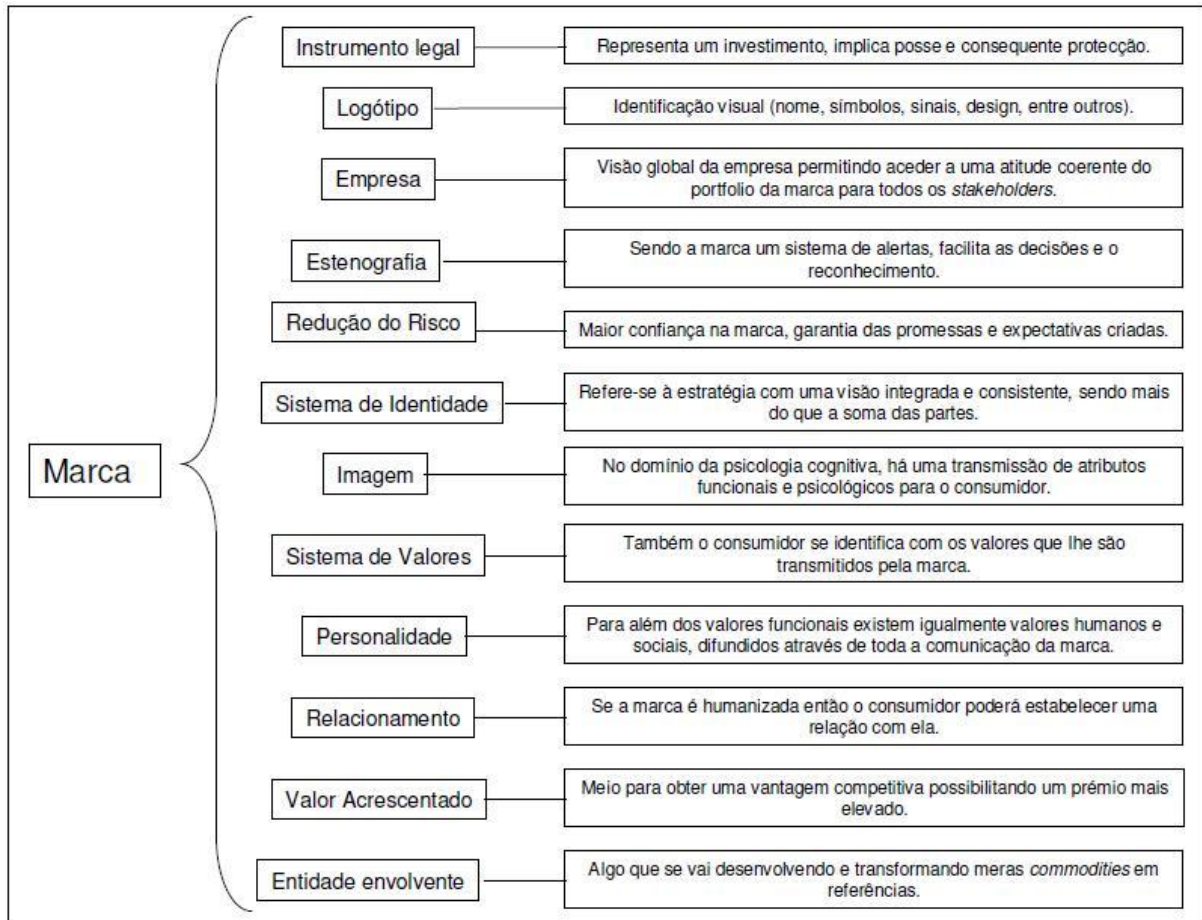 Instrumento legal
Representa um investimento, implica posse e consequente protecção.
Logótipo
Identificação visual (nome, símbolos, sinais, design, entre outros).
Empresa
Visão global da empresa permitindo aceder a uma atitude coerente do
portfolio da marca para todos os stakeholders.
Estenografia
Sendo a marca um sistema de alertas, facilita as decisões e o
reconhecimento.
Redução do Risco
Maior confiança na marca, garantia das promessas e expectativas criadas.
Sistema de Identidade
Refere-se à estratégia com uma visão integrada e consistente, sendo mais
do que a soma das partes.
Marca
Imagem
No domínio da psicologia cognitiva, há uma transmissão de atributos
funcionais e psicológicos para o consumidor.
Sistema de Valores
Também o consumidor se identifica com os valores que lhe são
transmitidos pela marca.
Personalidade
Para além dos valores funcionais existem igualmente valores humanos e
sociais, difundidos através de toda a comunicação da marca.
Relacionamento
Se a marca é humanizada então o consumidor poderá estabelecer uma
relação com ela.
Valor Acrescentado
Meio para obter uma vantagem competitiva possibilitando um prémio mais
elevado.
Entidade envolvente
Algo que se vai desenvolvendo e transformando meras commodities em
referências.